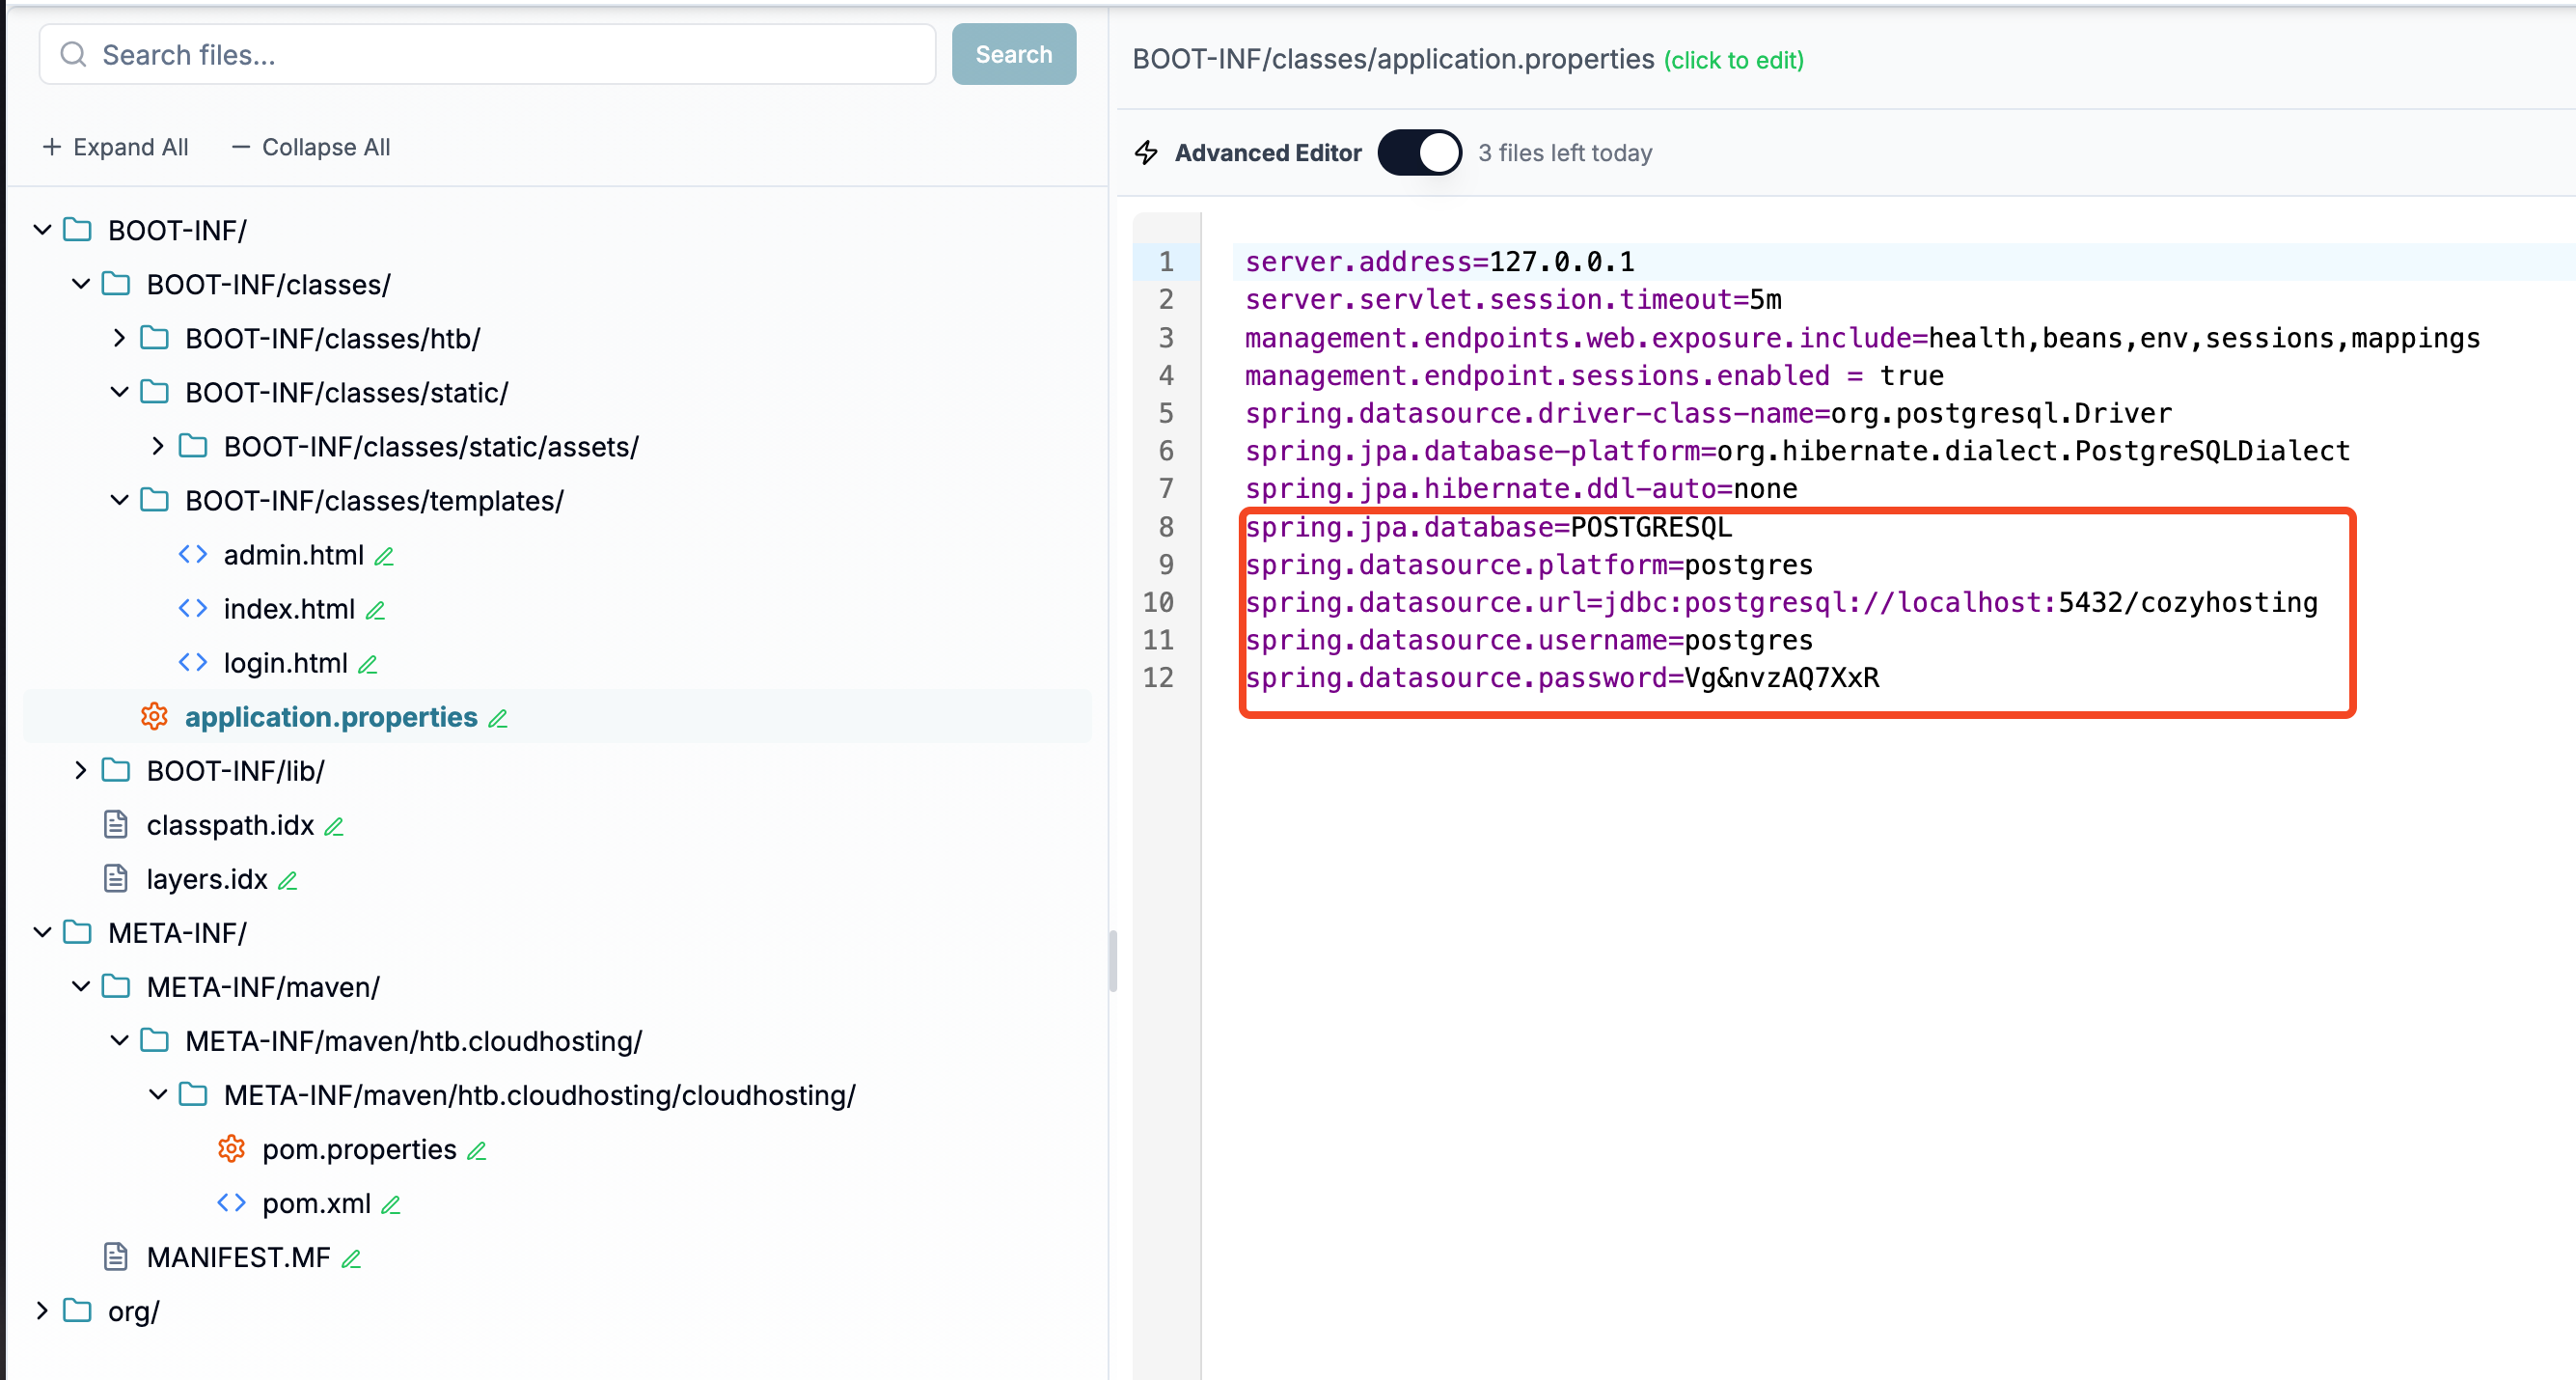 Search files...
Search
Expand All
Collapse All
BOOT-INF/
BOOT-INF/classes/
BOOT-INF/classes/htb/
BOOT-INF/classes/static/
BOOT-INF/classes/static/assets/
BOOT-INF/classes/templates/
admin.html
index.html
login.html
application.properties
BOOT-INF/lib/
classpath.idx
layers.idx
META-INF/
META-INF/maven/
META-INF/maven/htb.cloudhosting/
META-INF/maven/htb.cloudhosting/cloudhosting/
pom.properties
pom.xml
MANIFEST.MF
org/
BOOT-INF/classes/application.properties (click to edit)
Advanced Editor 3 files left today
1 server.address=127.0.0.1
2 server.servlet.session.timeout=5m
3 management.endpoints.web.exposure.include=health,beans,env,sessions,mappings
4 management.endpoint.sessions.enabled = true
5 spring.datasource.driver-class-name=org.postgresql.Driver
6 spring.jpa.database-platform=org.hibernate.dialect.PostgreSQLDialect
7 spring.jpa.hibernate.ddl-auto=none
8 spring.jpa.database=POSTGRESQL
9 spring.datasource.platform=postgres
10 spring.datasource.url=jdbc:postgresql://localhost:5432/cozyhosting
11 spring.datasource.username=postgres
12 spring.datasource.password=Vg&nvzAQ7XxR